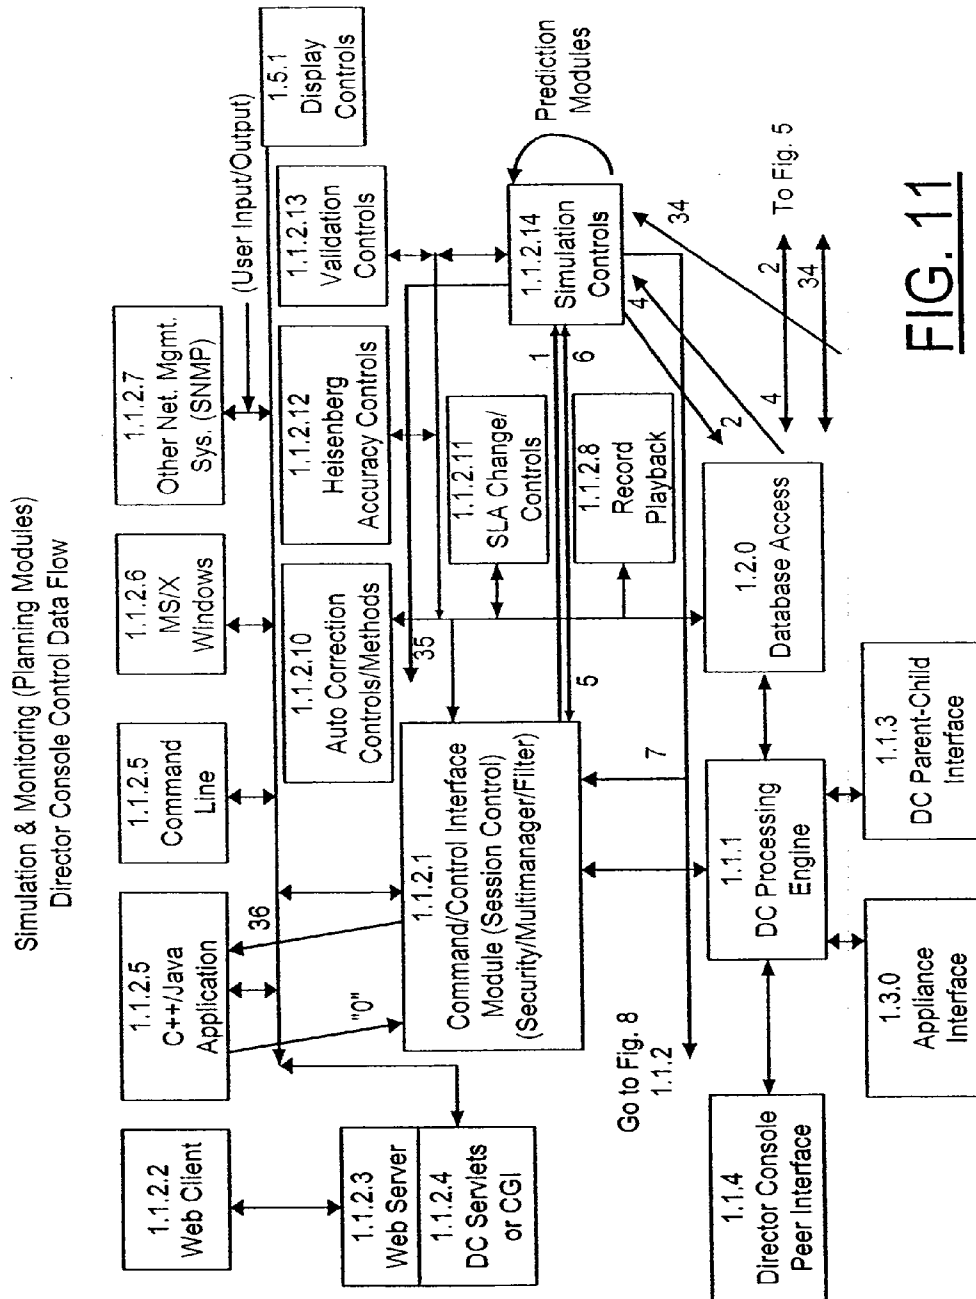 Simulation & Monitoring (Planning Modules)
Director Console Control Data Flow
1.1.2.2
Web Client
1.1.2.5
C++/Java
Application
1.1.2.5
Command
Line
1.1.2.6
MS/X
Windows
1.1.2.7
Other Net. Mgmt.
Sys. (SNMP)
(User Input/Output)
1.5.1
Display
Controls
36
"0"
1.1.2.3
Web Server
1.1.2.4
DC Servlets
or CGI
1.1.2.10
Auto Correction
Controls/Methods
1.1.2.12
Heisenberg
Accuracy Controls
1.1.2.13
Validation
Controls
35
1.1.2.1
Command/Control Interface
Module (Session Control)
(Security/Multimanager/Filter)
1.1.2.11
SLA Change/
Controls
1.1.2.14
Simulation
Controls
Prediction
Modules
1
6
5
1.1.2.8
Record
Playback
7
Go to Fig. 8
1.1.2
34
4
2
1.1.4
Director Console
Peer Interface
1.1.1
DC Processing
Engine
1.2.0
Database Access
4
2
34
To Fig. 5
1.3.0
Appliance
Interface
1.1.3
DC Parent-Child
Interface
FIG. 11